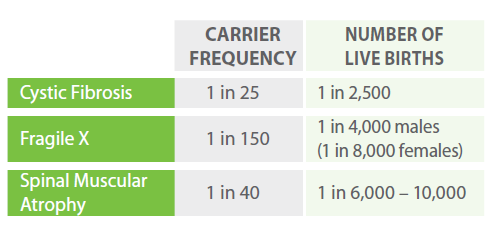 CARRIER
FREQUENCY
NUMBER OF
LIVE BIRTHS
Cystic Fibrosis
1 in 25
1 in 2,500
Fragile X
1 in 150
1 in 4,000 males
(1 in 8,000 females)
Spinal Muscular
Atrophy
1 in 40
1 in 6,000 – 10,000